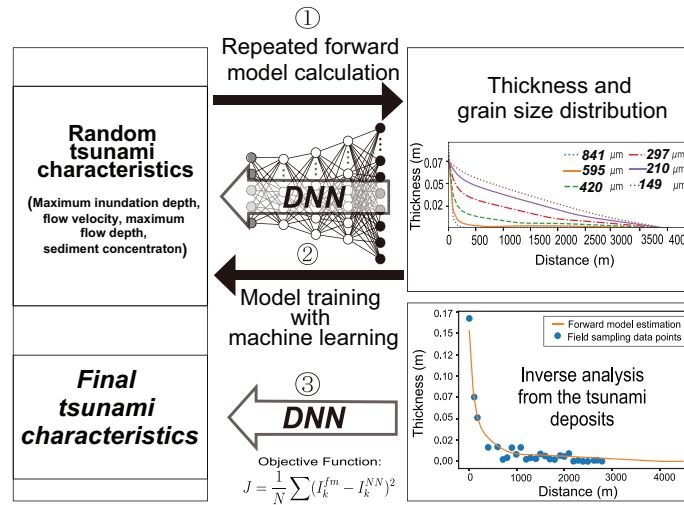 ①
Repeated forward
model calculation
Random
tsunami
characteristics
(Maximum inundation depth,
flow velocity, maximum
flow depth,
sediment concentraton)
DNN
②
Model training
with
machine learning
Thickness and
grain size distribution
Thickness (m)
0.07
0.05
0.02
841 μm
595 μm
420 μm
297 μm
210 μm
149 μm
0 500 1000 1500 2000 2500 3000 3500 400
Distance (m)
Final
tsunami
characteristics
③
DNN
Objective Function:
J = 1/N ∑(I_k^{fm} − I_k^{NN})²
Thickness (m)
0.17
0.15
0.12
0.10
0.07
0.05
0.02
0.00
Forward model estimation
Field sampling data points
Inverse analysis
from the tsunami
deposits
0 1000 2000 3000 4000
Distance (m)